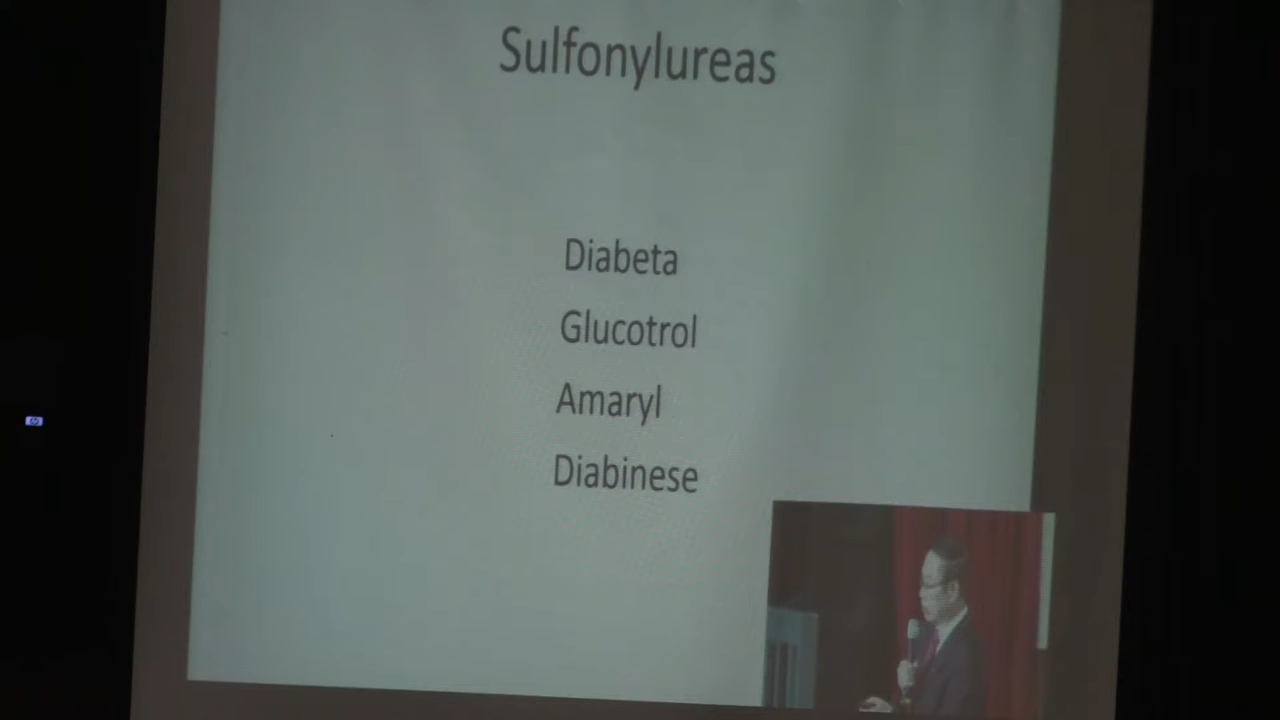 Sulfonylureas
Diabeta
Glucotrol
Amaryl
Diabinese